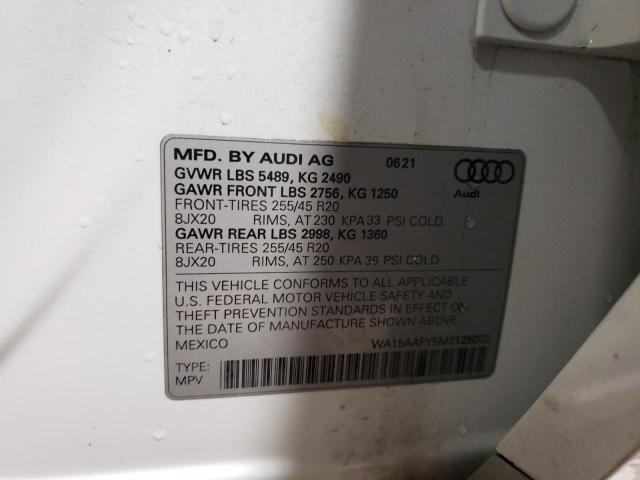 MFD. BY AUDI AG 06 21
GVWR LBS 5489, KG 2490
GAWR FRONT LBS 2756, KG 1250
FRONT-TIRES 255/45 R20
8JX20 RIMS, AT 230 KPA 33 PSI COLD
GAWR REAR LBS 2998, KG 1360
REAR-TIRES 255/45 R20
8JX20 RIMS, AT 250 KPA 36 PSI COLD
Audi
THIS VEHICLE CONFORMS TO ALL APPLICABLE
U.S. FEDERAL MOTOR VEHICLE SAFETY AND
THEFT PREVENTION STANDARDS IN EFFECT ON
THE DATE OF MANUFACTURE SHOWN ABOVE.
MEXICO WA15AAFY5M2125022
TYPE:
MPV